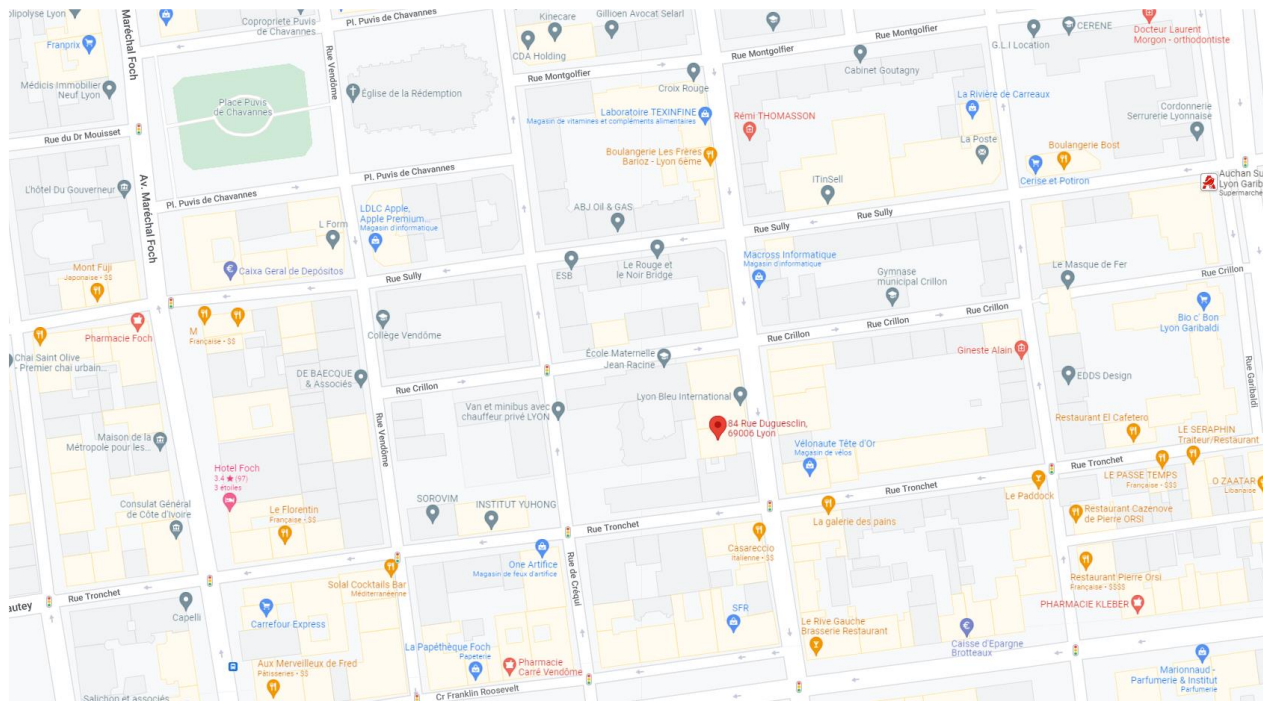 olipolyse Lyon
Franprix
Médicis Immobilier
Neuf Lyon
Maréchal Foch
Copropriete Puvis
de Chavannes
Pl. Puvis de Chavannes
Rue Vendôme
Kinecare
CDA Holding
Gillioen Avocat Selarl
Rue Montgolfier
Croix Rouge
Rue Montgolfier
Cabinet Goutagny
Rue Montgolfier
G.L.I Location
CERENE
Docteur Laurent
Morgon - orthodontiste
Place Puvis
de Chavannes
Église de la Rédemption
Laboratoire TEXINFINE
Magasin de vitamines et compléments alimentaires
Rémi THOMASSON
La Rivière de Carreaux
Cordonnerie
Serrurerie Lyonnaise
Rue du Dr Mouisset
Boulangerie Les Frères
Barioz - Lyon 6ème
La Poste
Boulangerie Bost
Cerise et Potiron
Auchan Su
Lyon Garib
Supermarché
L'hôtel Du Gouverneur
Av. Maréchal Foch
Pl. Puvis de Chavannes
Pl. Puvis de Chavannes
ITinSell
L Form
LDLC Apple,
Apple Premium...
Magasin d'informatique
ABJ Oil & GAS
Rue Sully
Rue Sully
Mont Fuji
Japonaise • $$
Caixa Geral de Depósitos
Rue Sully
ESB
Le Rouge et
le Noir Bridge
Macross Informatique
Magasin d'informatique
Gymnase
municipal Crillon
Le Masque de Fer
Rue Crillon
Pharmacie Foch
M
Française • $$
Collège Vendôme
Rue Crillon
Rue Crillon
Rue Crillon
Bio c' Bon
Lyon Garibaldi
Chai Saint Olive
- Premier chai urbain...
École Maternelle
Jean Racine
Gineste Alain
Rue Garibaldi
DE BAECQUE
& Associés
Rue Crillon
EDDS Design
Rue Vendôme
Van et minibus avec
chauffeur privé LYON
Lyon Bleu International
84 Rue Duguesclin,
69006 Lyon
Restaurant El Cafetero
LE SERAPHIN
Traiteur/Restaurant
Maison de la
Métropole pour les...
Vélonaute Tête d'Or
Magasin de vélos
Rue Tronchet
Hotel Foch
3.4 ★ (97)
3 étoiles
LE PASSE TEMPS
Française • $$$
O ZAATAR
Libanaise
Consulat Général
de Côte d'Ivoire
SOROVIM
INSTITUT YUHONG
Rue Tronchet
Le Paddock
Le Florentin
Française • $$
Restaurant Cazenove
de Pierre ORSI
Rue Tronchet
La galerie des pains
Casareccio
Italienne • $$
One Artifice
Magasin de feux d'artifice
Rue de Créqui
Solal Cocktails Bar
Méditerranéenne
Restaurant Pierre Orsi
Française • $$$$
autey
Rue Tronchet
Capelli
Carrefour Express
SFR
PHARMACIE KLEBER
Le Rive Gauche
Brasserie Restaurant
Caisse d'Epargne
Brotteaux
La Papéthèque Foch
Papeterie
Aux Merveilleux de Fred
Pâtisseries • $$
Pharmacie
Carré Vendôme
Marionnaud -
Parfumerie & Institut
Parfumerie
Salichon et associés
Cr Franklin Roosevelt